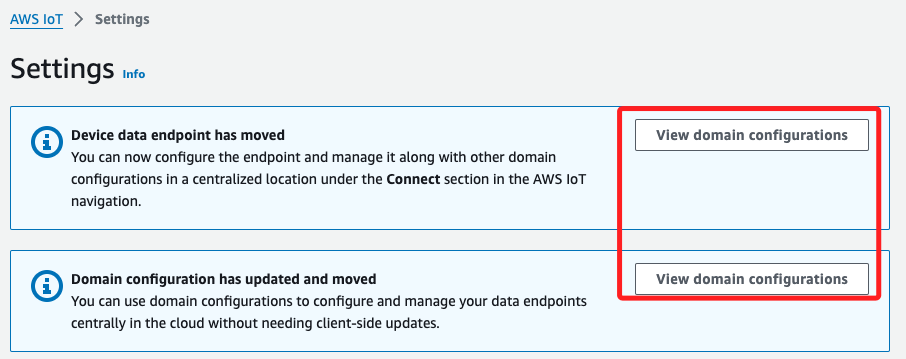 AWS IoT > Settings
Settings Info
Device data endpoint has moved
View domain configurations
You can now configure the endpoint and manage it along with other domain
configurations in a centralized location under the Connect section in the AWS IoT
navigation.
Domain configuration has updated and moved
View domain configurations
You can use domain configurations to configure and manage your data endpoints
centrally in the cloud without needing client-side updates.